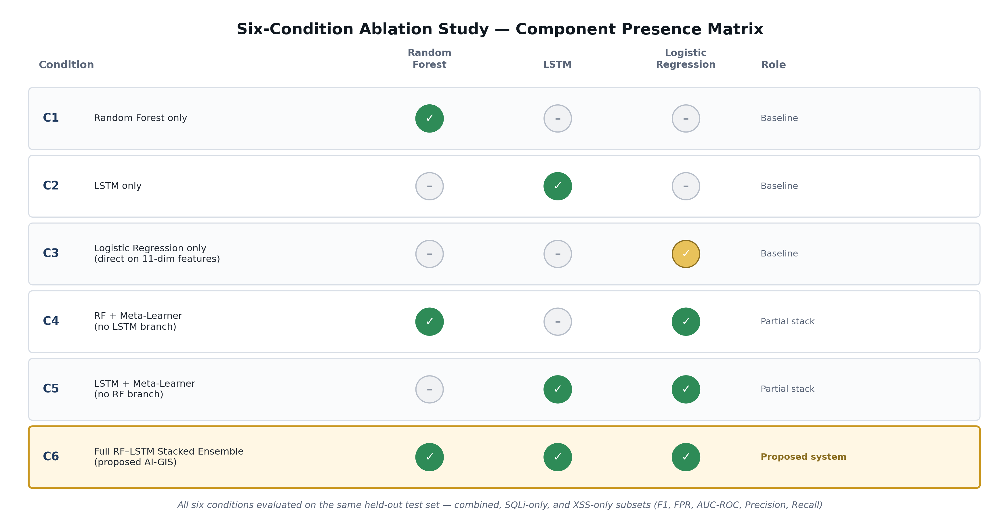 Six-Condition Ablation Study — Component Presence Matrix
Condition
Random
Forest
LSTM
Logistic
Regression
Role
C1 Random Forest only ✓ – – Baseline
C2 LSTM only – ✓ – Baseline
C3 Logistic Regression only
(direct on 11-dim features) – – ✓ Baseline
C4 RF + Meta-Learner
(no LSTM branch) ✓ – ✓ Partial stack
C5 LSTM + Meta-Learner
(no RF branch) – ✓ ✓ Partial stack
C6 Full RF–LSTM Stacked Ensemble
(proposed AI-GIS) ✓ ✓ ✓ Proposed system
All six conditions evaluated on the same held-out test set — combined, SQLi-only, and XSS-only subsets (F1, FPR, AUC-ROC, Precision, Recall)